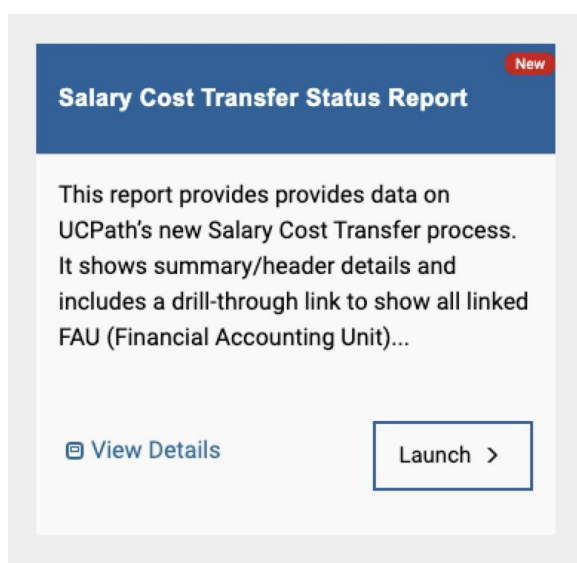 New
Salary Cost Transfer Status Report
This report provides provides data on
UCPath's new Salary Cost Transfer process.
It shows summary/header details and
includes a drill-through link to show all linked
FAU (Financial Accounting Unit)...
View Details
Launch >